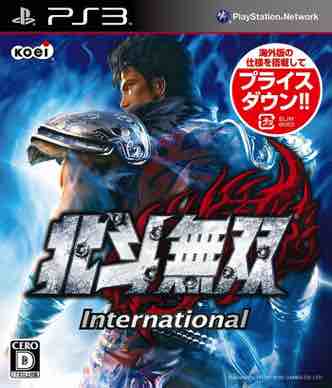 PS3
PlayStation Network
KOEI
海外版の
仕様を搭載して
プライス
ダウン!!
北斗無双
International
CERO
D